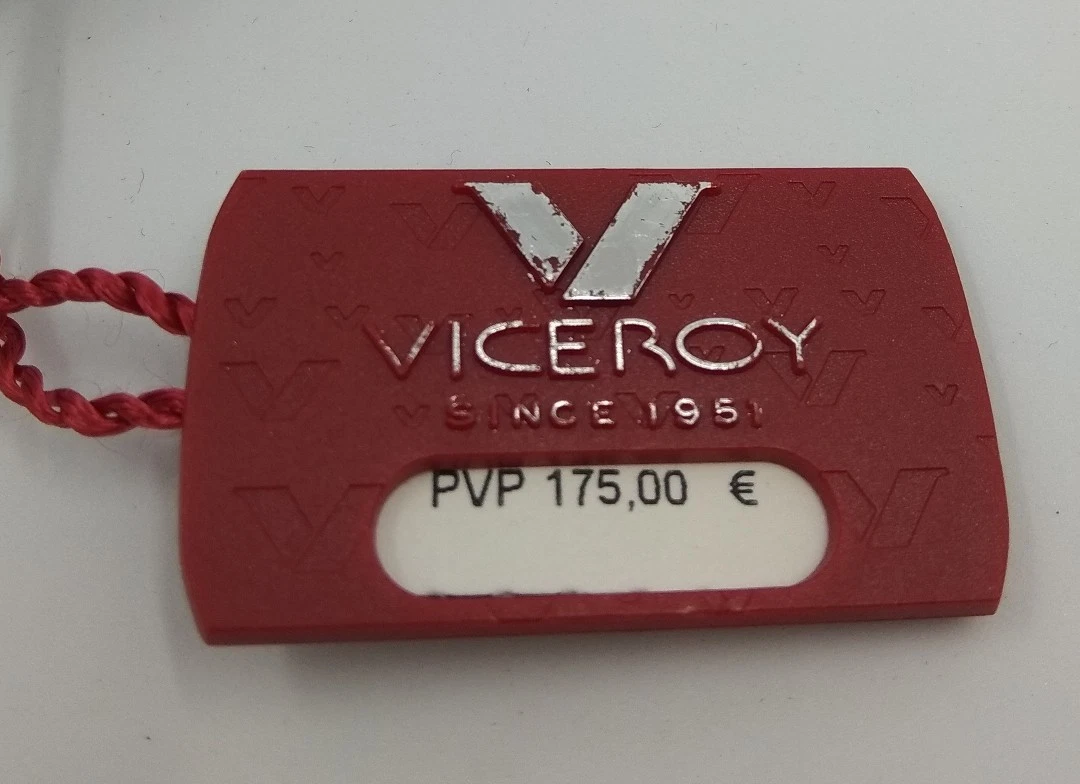 VICEROY
SINCE 1951
PVP 175,00 €